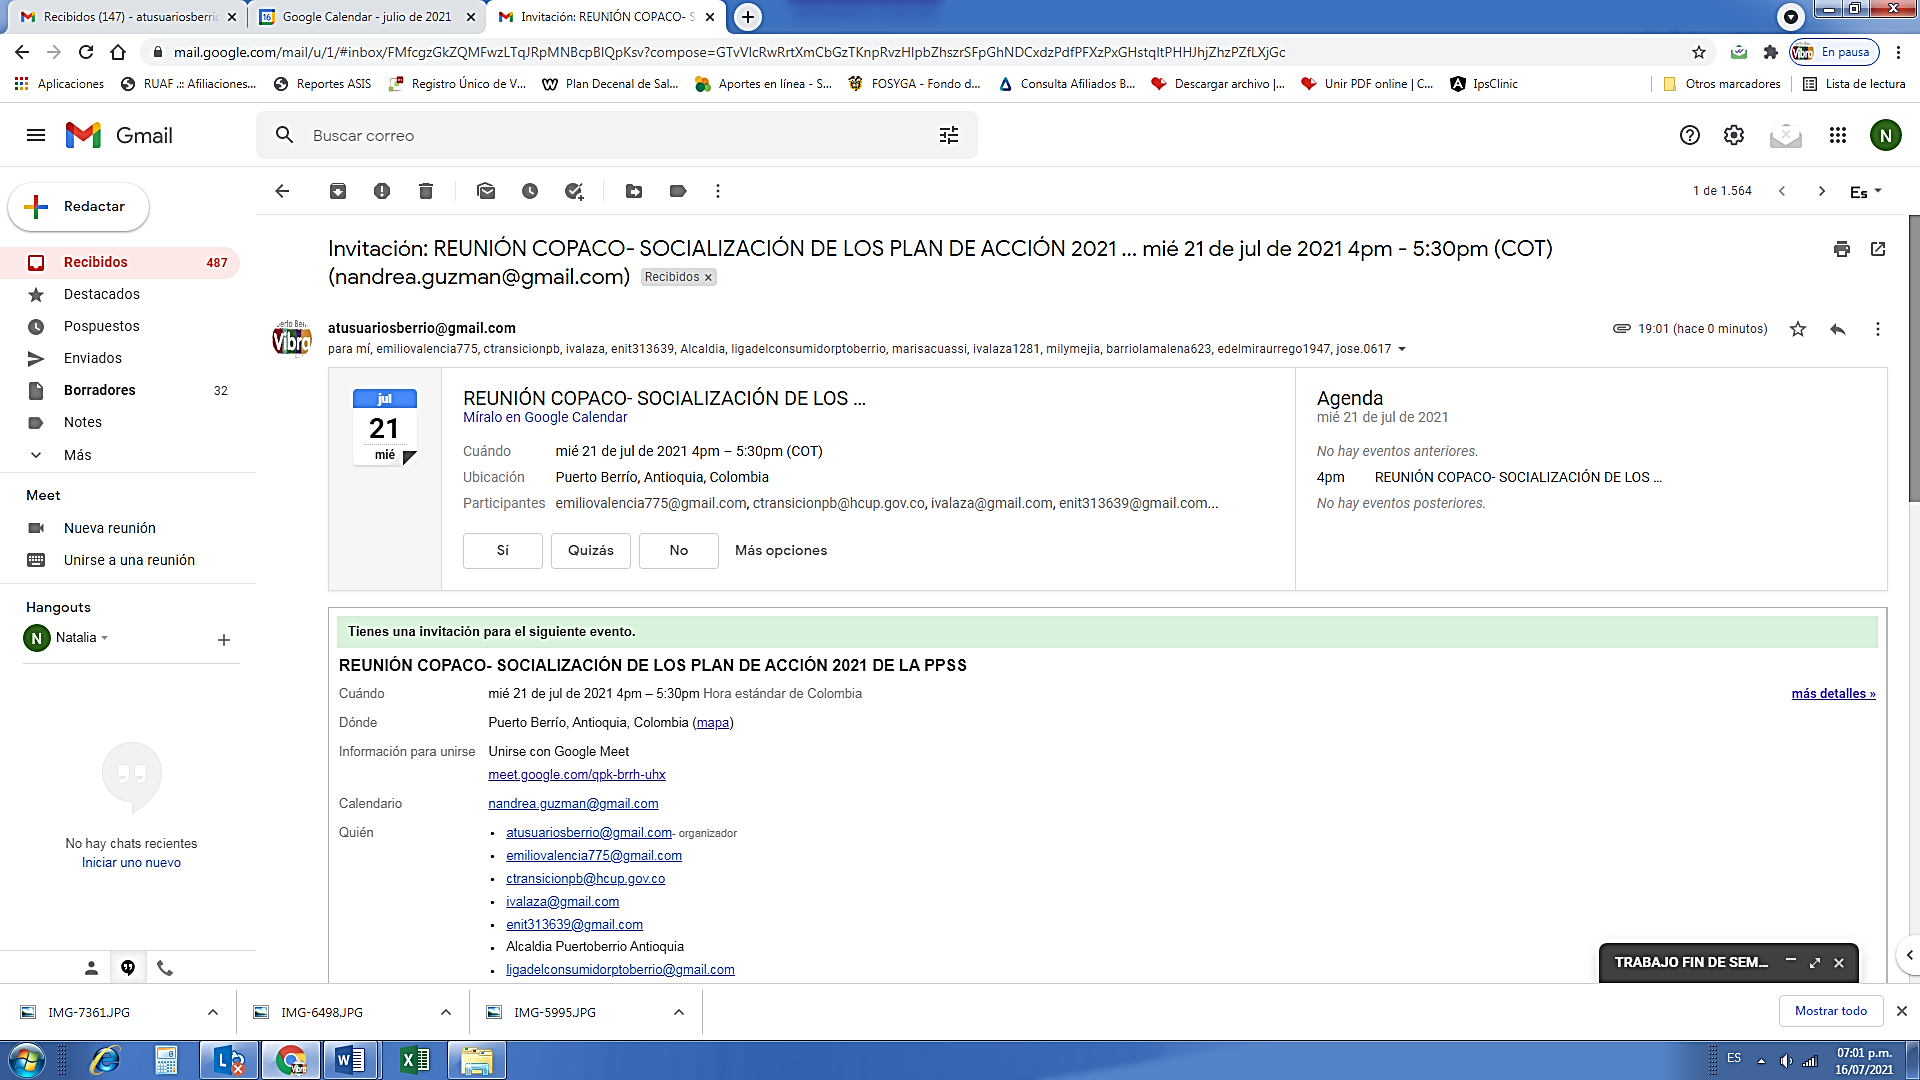 Recibidos (147) - atusuariosberric
Google Calendar - julio de 2021
Invitación: REUNIÓN COPACO- S
mail.google.com/mail/u/1/#inbox/FMfcgzGkZQMFwzLTqJRpMNBcpBlQpKsv?compose=GTvVlcRwRrtXmCbGzTKnpRvzHlpbZhszrSFpGhNDCxdzPdfPFXzPxGHstqltPHHJhjZhzPZfLXjGc
En pausa
Aplicaciones
RUAF .:: Afiliaciones...
Reportes ASIS
Registro Único de V...
Plan Decenal de Sal...
Aportes en línea - S...
FOSYGA - Fondo d...
Consulta Afiliados B...
Descargar archivo |...
Unir PDF online | C...
IpsClinic
Otros marcadores
Lista de lectura
Gmail
Buscar correo
N
Redactar
1 de 1.564
Es
Recibidos 487
Destacados
Pospuestos
Enviados
Borradores 32
Notes
Más
Meet
Nueva reunión
Unirse a una reunión
Hangouts
N Natalia
No hay chats recientes
Iniciar uno nuevo
Invitación: REUNIÓN COPACO- SOCIALIZACIÓN DE LOS PLAN DE ACCIÓN 2021 ... mié 21 de jul de 2021 4pm - 5:30pm (COT)
(nandrea.guzman@gmail.com) Recibidos x
atusuariosberrio@gmail.com
19:01 (hace 0 minutos)
para mí, emiliovalencia775, ctransicionpb, ivalaza, enit313639, Alcaldia, ligadelconsumidorptoberrio, marisacuassi, ivalaza1281, milymejia, barriolamalena623, edelmiraurrego1947, jose.0617
jul
21
mié
REUNIÓN COPACO- SOCIALIZACIÓN DE LOS ...
Míralo en Google Calendar
Cuándo mié 21 de jul de 2021 4pm – 5:30pm (COT)
Ubicación Puerto Berrío, Antioquia, Colombia
Participantes emiliovalencia775@gmail.com, ctransicionpb@hcup.gov.co, ivalaza@gmail.com, enit313639@gmail.com...
Sí
Quizás
No
Más opciones
Agenda
mié 21 de jul de 2021
No hay eventos anteriores.
4pm REUNIÓN COPACO- SOCIALIZACIÓN DE LOS ...
No hay eventos posteriores.
Tienes una invitación para el siguiente evento.
REUNIÓN COPACO- SOCIALIZACIÓN DE LOS PLAN DE ACCIÓN 2021 DE LA PPSS
Cuándo mié 21 de jul de 2021 4pm – 5:30pm Hora estándar de Colombia
más detalles »
Dónde Puerto Berrío, Antioquia, Colombia (mapa)
Información para unirse Unirse con Google Meet
meet.google.com/qpk-brrh-uhx
Calendario nandrea.guzman@gmail.com
Quién
• atusuariosberrio@gmail.com- organizador
• emiliovalencia775@gmail.com
• ctransicionpb@hcup.gov.co
• ivalaza@gmail.com
• enit313639@gmail.com
• Alcaldia Puertoberrio Antioquia
• ligadelconsumidorptoberrio@gmail.com
TRABAJO FIN DE SEM...
IMG-7361.JPG
IMG-6498.JPG
IMG-5995.JPG
Mostrar todo
ES
07:01 p.m.
16/07/2021